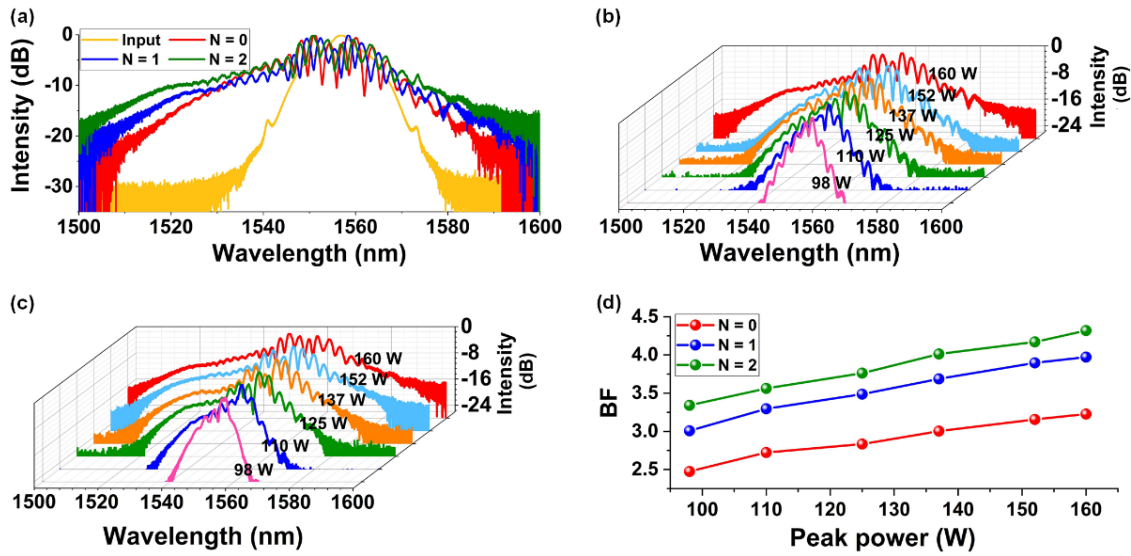 (a)
Input N = 0
N = 1 N = 2
0
-10
-20
-30
Intensity (dB)
1500 1520 1540 1560 1580 1600
Wavelength (nm)
(b)
0
-8
-16
-24
Intensity
(dB)
160 W
152 W
137 W
125 W
110 W
98 W
1500 1520 1540 1560 1580 1600
Wavelength (nm)
(c)
0
-8
-16
-24
Intensity
(dB)
160 W
152 W
137 W
125 W
110 W
98 W
1500 1520 1540 1560 1580 1600
Wavelength (nm)
(d)
N = 0
N = 1
N = 2
4.5
4.0
3.5
3.0
2.5
BF
100 110 120 130 140 150 160
Peak power (W)